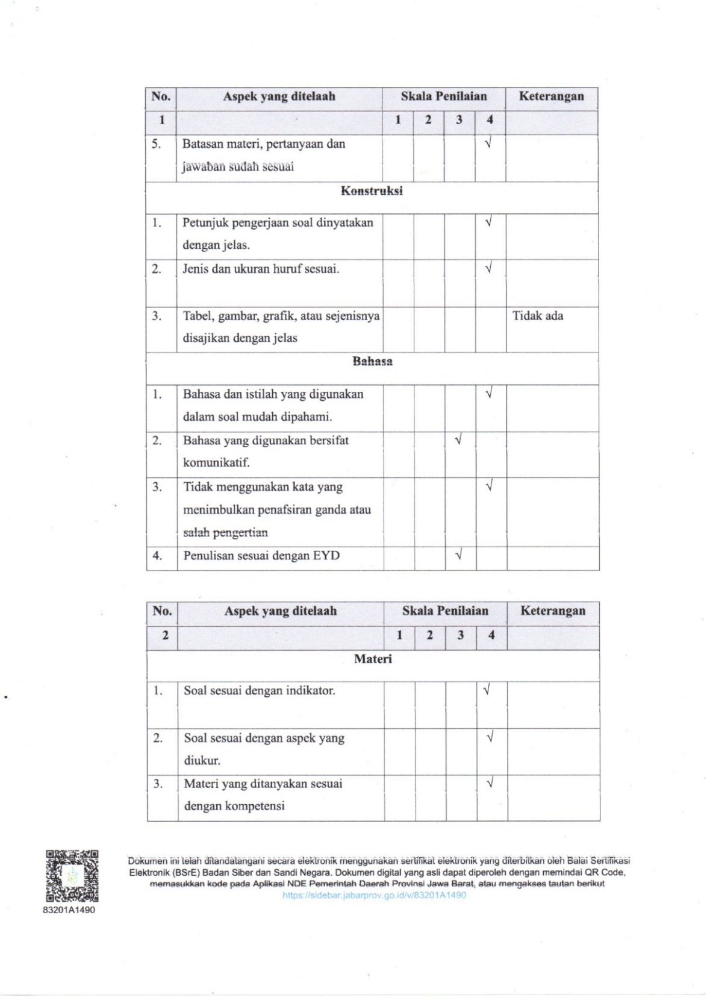 No. Aspek yang ditelaah Skala Penilaian Keterangan
1 1 2 3 4
5. Batasan materi, pertanyaan dan √
jawaban sudah sesuai
Konstruksi
1. Petunjuk pengerjaan soal dinyatakan √
dengan jelas.
2. Jenis dan ukuran huruf sesuai. √
3. Tabel, gambar, grafik, atau sejenisnya Tidak ada
disajikan dengan jelas
Bahasa
1. Bahasa dan istilah yang digunakan √
dalam soal mudah dipahami.
2. Bahasa yang digunakan bersifat √
komunikatif.
3. Tidak menggunakan kata yang √
menimbulkan penafsiran ganda atau
salah pengertian
4. Penulisan sesuai dengan EYD √
No. Aspek yang ditelaah Skala Penilaian Keterangan
2 1 2 3 4
Materi
1. Soal sesuai dengan indikator. √
2. Soal sesuai dengan aspek yang √
diukur.
3. Materi yang ditanyakan sesuai √
dengan kompetensi
Dokumen ini telah ditandatangani secara elektronik menggunakan sertifikat elektronik yang diterbitkan oleh Balai Sertifikasi
Elektronik (BSrE) Badan Siber dan Sandi Negara. Dokumen digital yang asli dapat diperoleh dengan memindai QR Code,
memasukkan kode pada Aplikasi NDE Pemerintah Daerah Provinsi Jawa Barat, atau mengakses tautan berikut
https://sidebar.jabarprov.go.id/v/83201A1490
83201A1490